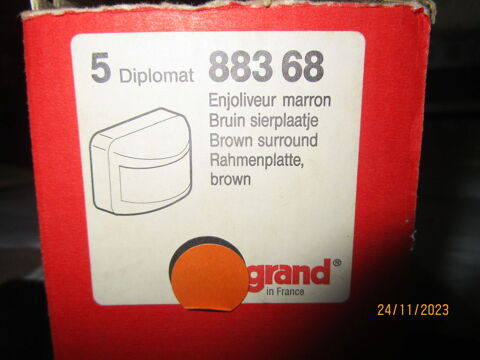 5 Diplomat 883 68
Enjoliveur marron
Bruin sierplaatje
Brown surround
Rahmenplatte,
brown
grand®
in France
24/11/2023